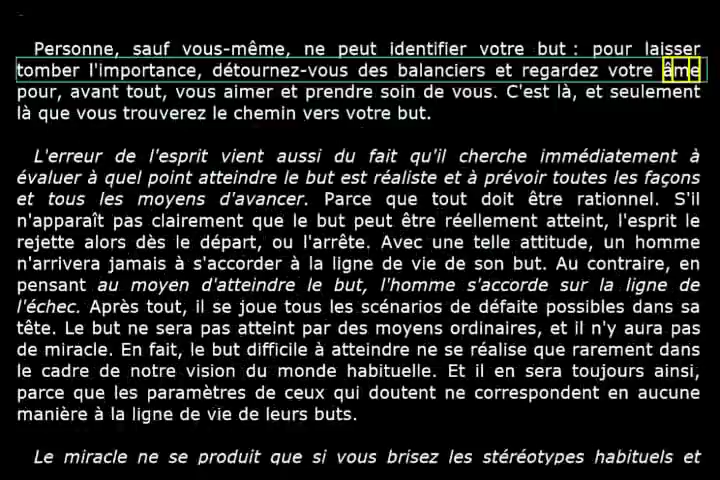 Personne, sauf vous-même, ne peut identifier votre but : pour laisser
tomber l'importance, détournez-vous des balanciers et regardez votre âme
pour, avant tout, vous aimer et prendre soin de vous. C'est là, et seulement
là que vous trouverez le chemin vers votre but.
L'erreur de l'esprit vient aussi du fait qu'il cherche immédiatement à
évaluer à quel point atteindre le but est réaliste et à prévoir toutes les façons
et tous les moyens d'avancer. Parce que tout doit être rationnel. S'il
n'apparaît pas clairement que le but peut être réellement atteint, l'esprit le
rejette alors dès le départ, ou l'arrête. Avec une telle attitude, un homme
n'arrivera jamais à s'accorder à la ligne de vie de son but. Au contraire, en
pensant au moyen d'atteindre le but, l'homme s'accorde sur la ligne de
l'échec. Après tout, il se joue tous les scénarios de défaite possibles dans sa
tête. Le but ne sera pas atteint par des moyens ordinaires, et il n'y aura pas
de miracle. En fait, le but difficile à atteindre ne se réalise que rarement dans
le cadre de notre vision du monde habituelle. Et il en sera toujours ainsi,
parce que les paramètres de ceux qui doutent ne correspondent en aucune
manière à la ligne de vie de leurs buts.
Le miracle ne se produit que si vous brisez les stéréotypes habituels et